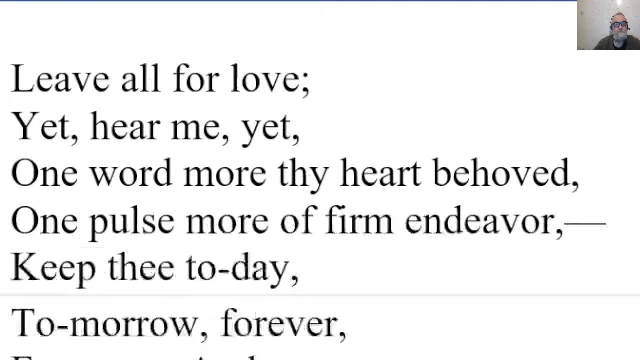 Leave all for love;
Yet, hear me, yet,
One word more thy heart behoved,
One pulse more of firm endeavor,—
Keep thee to-day,
To-morrow, forever,